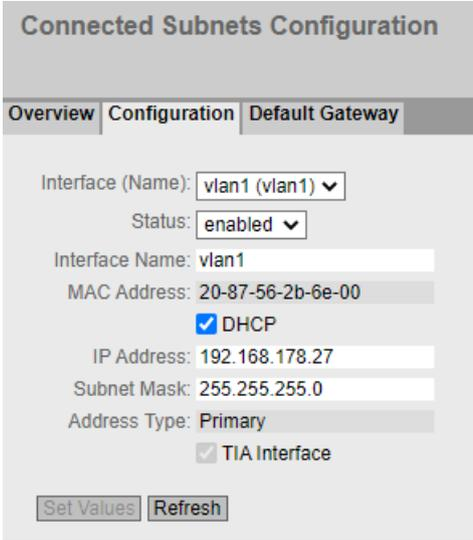 Connected Subnets Configuration
Overview Configuration Default Gateway
Interface (Name): vlan1 (vlan1)
Status: enabled
Interface Name: vlan1
MAC Address: 20-87-56-2b-6e-00
DHCP
IP Address: 192.168.178.27
Subnet Mask: 255.255.255.0
Address Type: Primary
TIA Interface
Set Values Refresh